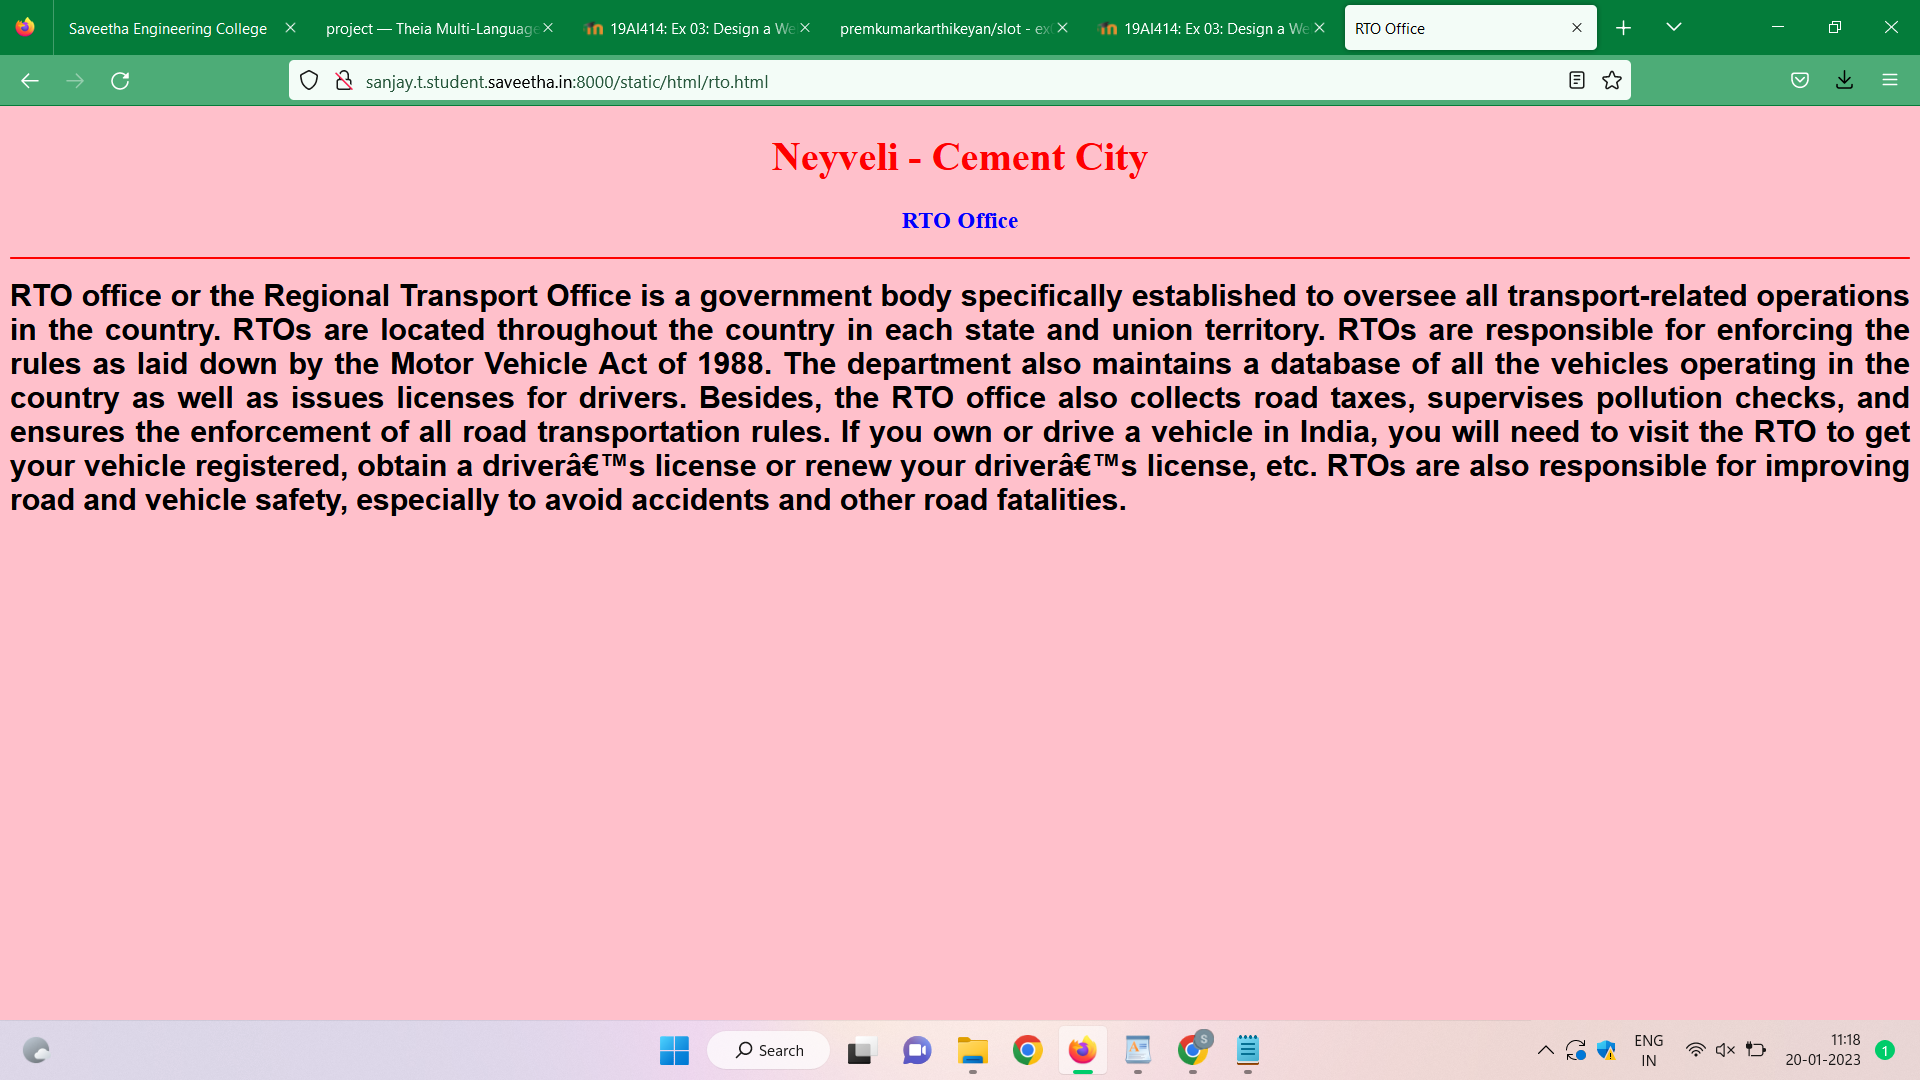 Saveetha Engineering College
project — Theia Multi-Language
19AI414: Ex 03: Design a We
premkumarkarthikeyan/slot - ex
19AI414: Ex 03: Design a We
RTO Office
sanjay.t.student.saveetha.in:8000/static/html/rto.html
Neyveli - Cement City
RTO Office
RTO office or the Regional Transport Office is a government body specifically established to oversee all transport-related operations
in the country. RTOs are located throughout the country in each state and union territory. RTOs are responsible for enforcing the
rules as laid down by the Motor Vehicle Act of 1988. The department also maintains a database of all the vehicles operating in the
country as well as issues licenses for drivers. Besides, the RTO office also collects road taxes, supervises pollution checks, and
ensures the enforcement of all road transportation rules. If you own or drive a vehicle in India, you will need to visit the RTO to get
your vehicle registered, obtain a driverâ€™s license or renew your driverâ€™s license, etc. RTOs are also responsible for improving
road and vehicle safety, especially to avoid accidents and other road fatalities.
Search
S
ENG
IN
11:18
20-01-2023
1